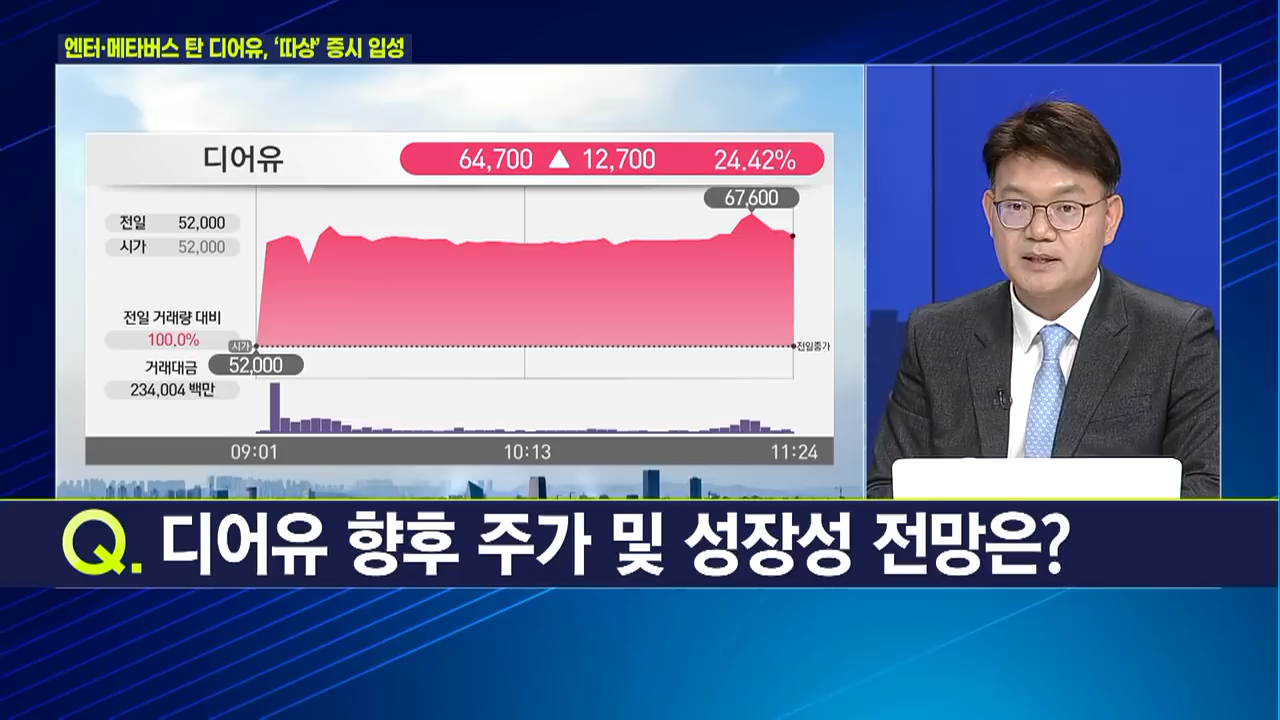 엔터·메타버스 탄 디어유, ‘따상’ 증시 입성
디어유
64,700 ▲ 12,700 24.42%
67,600
전일 52,000
시가 52,000
전일 거래량 대비
100.0%
시가
전일종가
거래대금
52,000
234,004 백만
09:01 10:13 11:24
Q. 디어유 향후 주가 및 성장성 전망은?